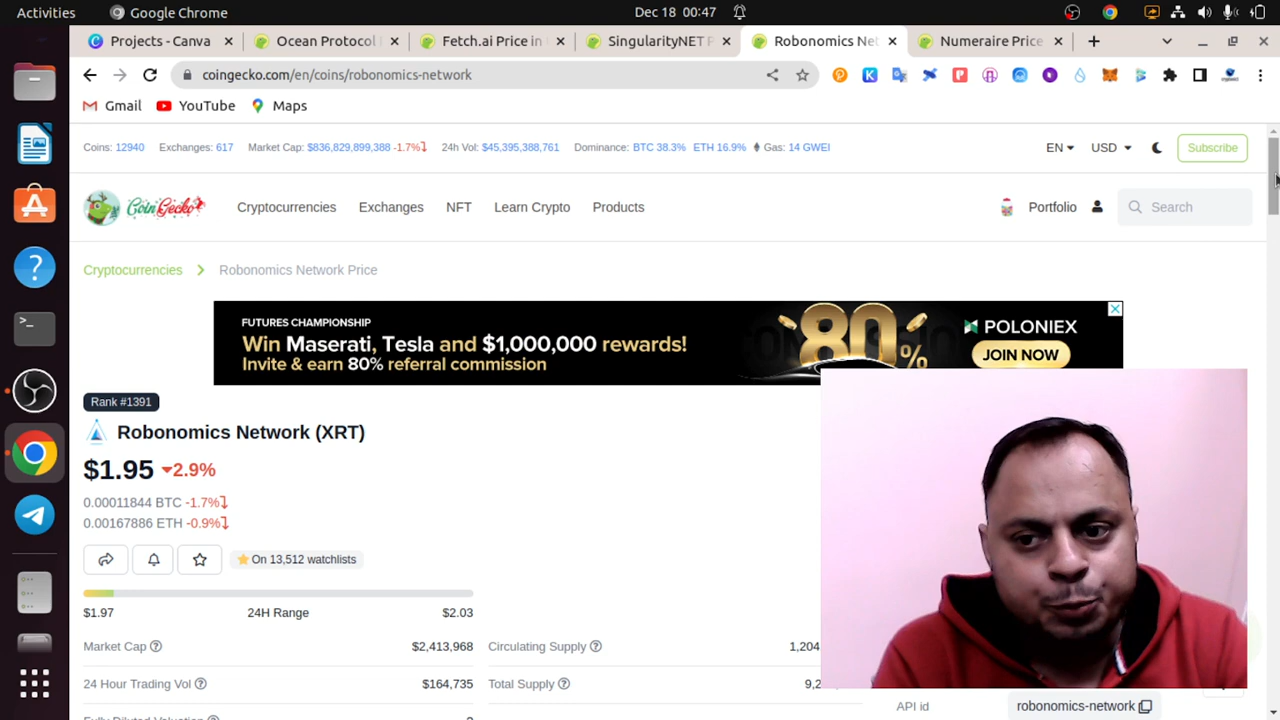 Activities
Google Chrome
Dec 18 00:47
Projects - Canva
Ocean Protocol
Fetch.ai Price in
SingularityNET P
Robonomics Net
Numeraire Price
coingecko.com/en/coins/robonomics-network
Gmail
YouTube
Maps
Coins: 12940
Exchanges: 617
Market Cap: $836,829,899,388 -1.7%
24h Vol: $45,395,388,761
Dominance: BTC 38.3% ETH 16.9%
Gas: 14 GWEI
EN
USD
Subscribe
CoinGecko
Cryptocurrencies
Exchanges
NFT
Learn Crypto
Products
Portfolio
Search
Cryptocurrencies
Robonomics Network Price
FUTURES CHAMPIONSHIP
Win Maserati, Tesla and $1,000,000 rewards!
Invite & earn 80% referral commission
80%
POLONIEX
JOIN NOW
Rank #1391
Robonomics Network (XRT)
$1.95 2.9%
0.00011844 BTC -1.7%
0.00167886 ETH -0.9%
On 13,512 watchlists
$1.97
24H Range
$2.03
Market Cap
$2,413,968
Circulating Supply
1,204
24 Hour Trading Vol
$164,735
Total Supply
9,2
API id
robonomics-network